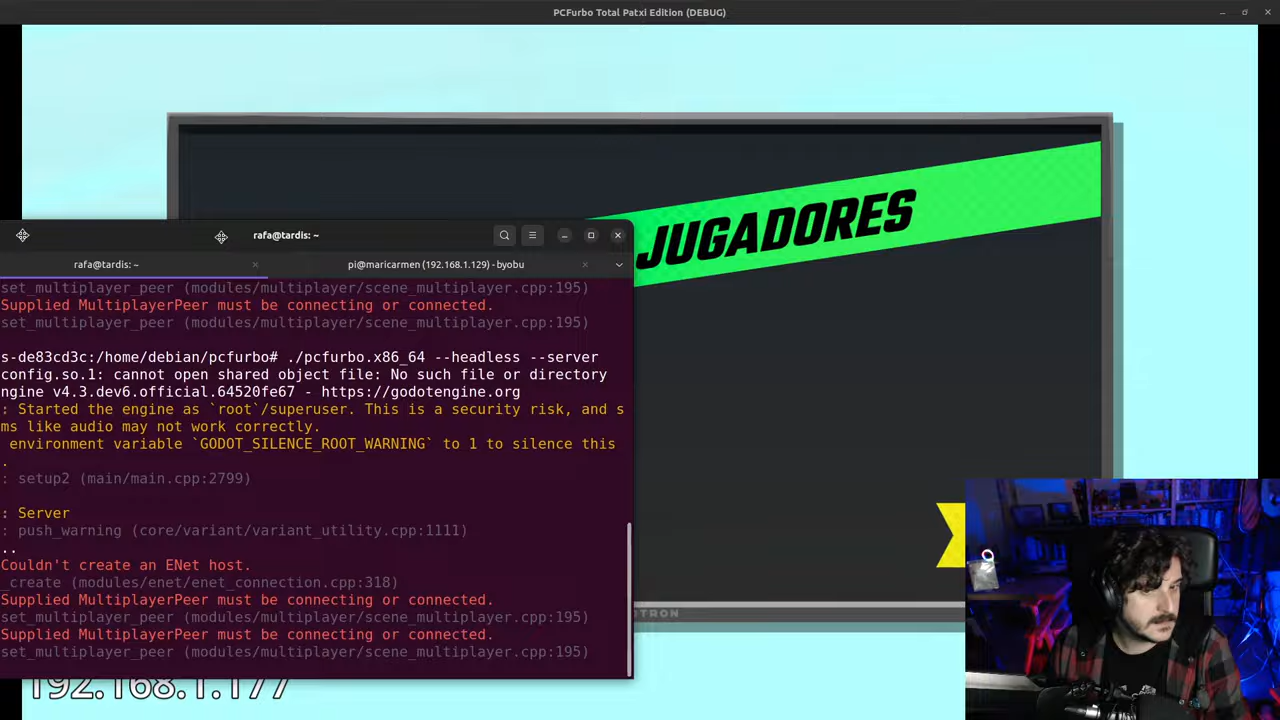 PCFurbo Total Patxi Edition (DEBUG)
JUGADORES
rafa@tardis: ~
rafa@tardis: ~
pi@maricarmen (192.168.1.129) - byobu
set_multiplayer_peer (modules/multiplayer/scene_multiplayer.cpp:195)
Supplied MultiplayerPeer must be connecting or connected.
set_multiplayer_peer (modules/multiplayer/scene_multiplayer.cpp:195)
s-de83cd3c:/home/debian/pcfurbo# ./pcfurbo.x86_64 --headless --server
config.so.1: cannot open shared object file: No such file or directory
ngine v4.3.dev6.official.64520fe67 - https://godotengine.org
: Started the engine as `root`/superuser. This is a security risk, and s
ms like audio may not work correctly.
environment variable `GODOT_SILENCE_ROOT_WARNING` to 1 to silence this
.
: setup2 (main/main.cpp:2799)
: Server
: push_warning (core/variant/variant_utility.cpp:1111)
..
Couldn't create an ENet host.
_create (modules/enet/enet_connection.cpp:318)
Supplied MultiplayerPeer must be connecting or connected.
set_multiplayer_peer (modules/multiplayer/scene_multiplayer.cpp:195)
Supplied MultiplayerPeer must be connecting or connected.
set_multiplayer_peer (modules/multiplayer/scene_multiplayer.cpp:195)
192.168.1.177